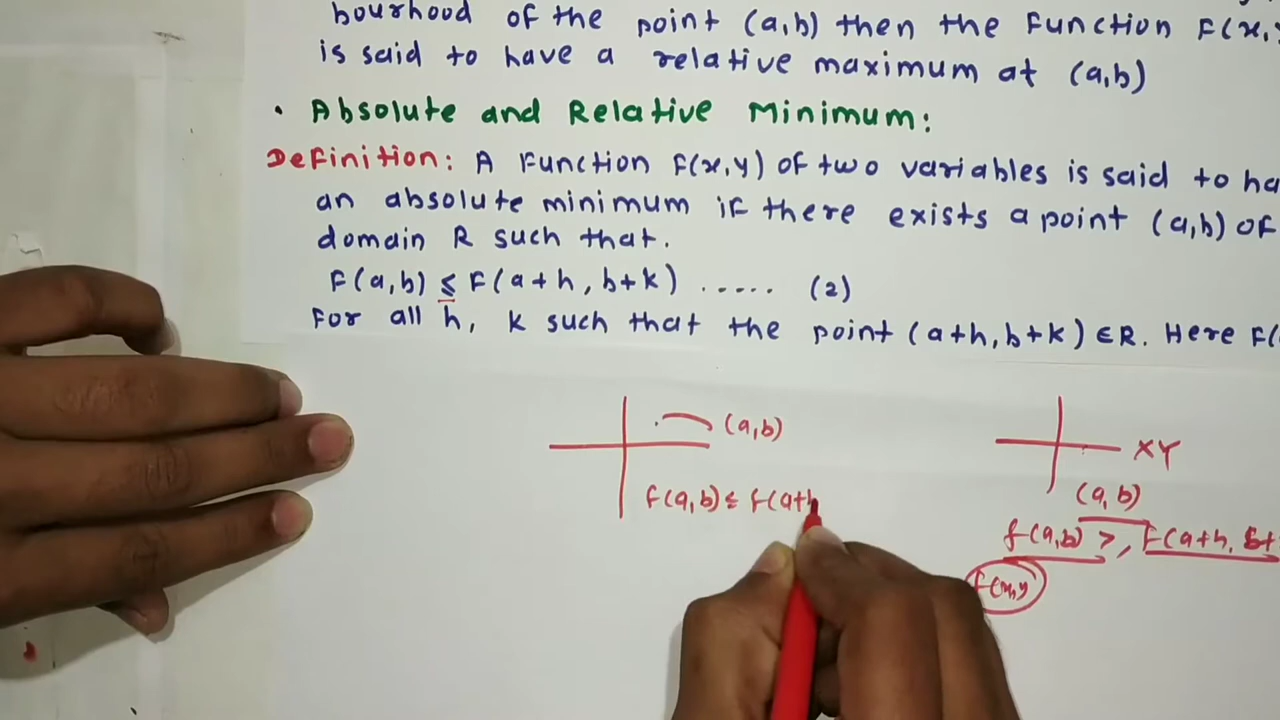 bourhood of the point (a,b) then the Function F(x,
is said to have a relative maximum at (a,b)
• Absolute and Relative Minimum:
Definition: A Function F(x,y) of two variables is said to ha
an absolute minimum if there exists a point (a,b) of
domain R such that.
F(a,b) ≤ F(a+h, b+k) ..... (2)
For all h, k such that the point (a+h, b+k) ∈R. Here F(
(a,b)
XY
F(a,b) ≤ f(a+h
(a,b)
f(a,b) >, F(a+h, b+
F(x,y